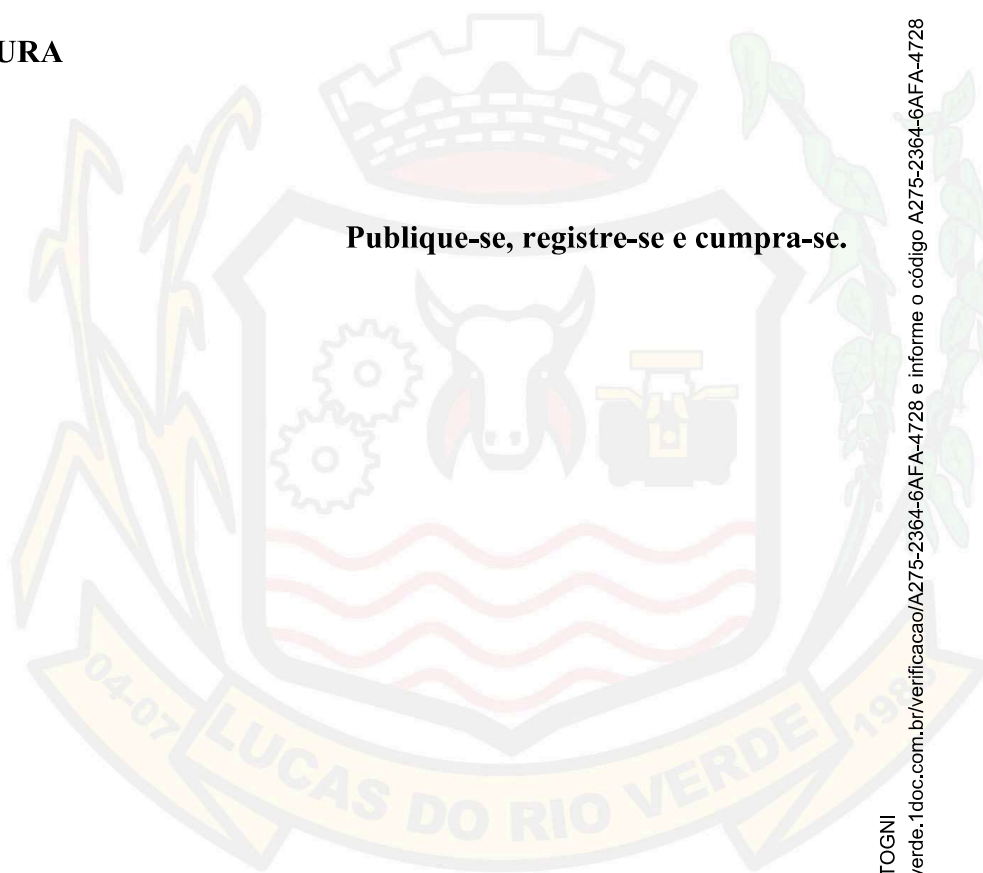 URA
Publique-se, registre-se e cumpra-se.
04-07
LUCAS DO RIO VERDE
1988
TOGNI
verde.1doc.com.br/verificacao/A275-2364-6AFA-4728 e informe o código A275-2364-6AFA-4728